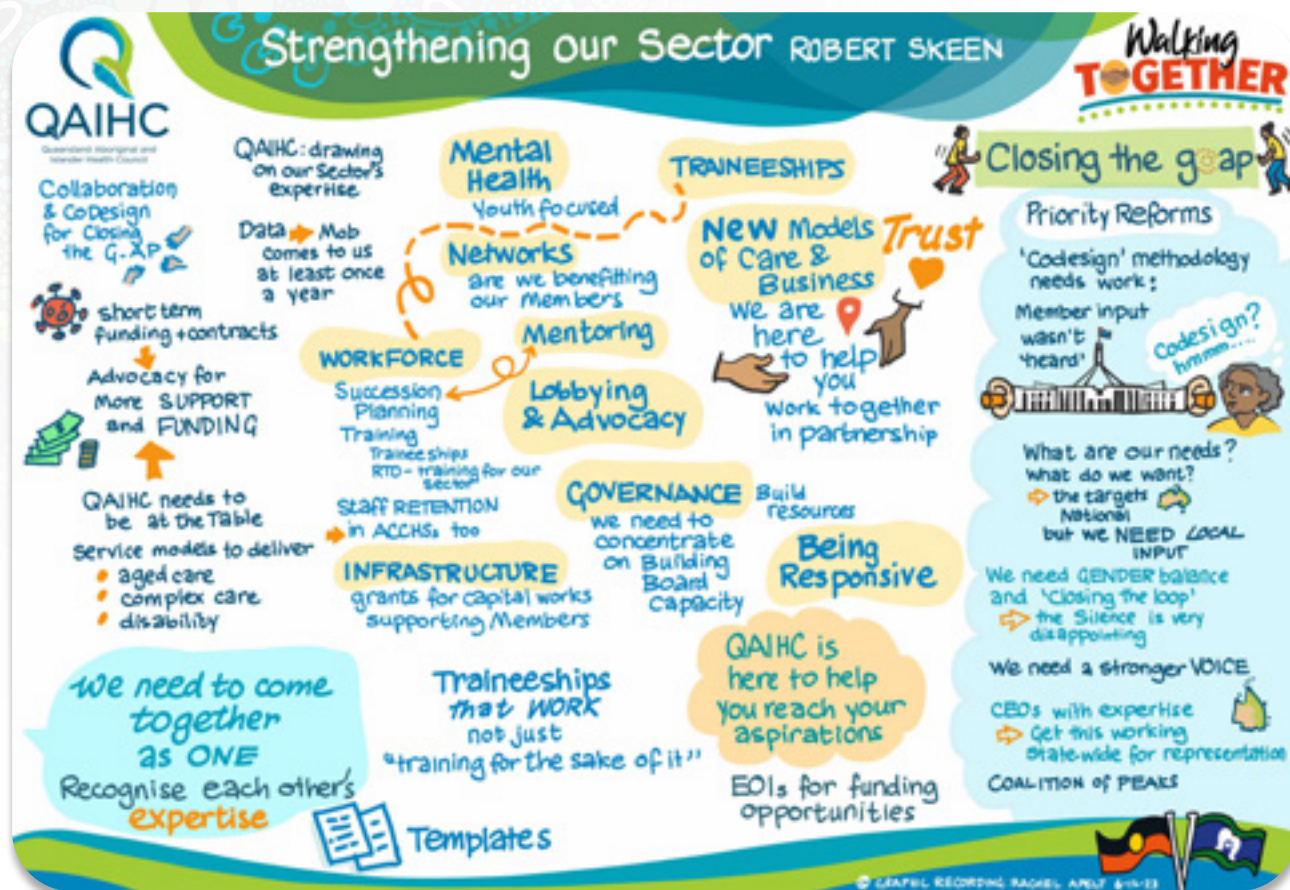 Strengthening our Sector ROBERT SKEEN
QAIHC
Queensland Aboriginal and
Islander Health Council
Walking
TOGETHER
Collaboration
& CoDesign
for Closing
the G-AP
short term
funding + contracts
Advocacy for
More SUPPORT
and FUNDING
QAIHC needs to
be at the Table
Service models to deliver
aged care
complex care
disability
We need to come
together
as ONE
Recognise each other's
expertise
QAIHC: drawing
on our Sector's
expertise
Data Mob
comes to us
at least once
a year
Mental
Health
Youth focused
Networks
are we benefitting
our Members
Mentoring
WORKFORCE
Succession
Planning
Training
Traineeships
RTO - training for our
sector
Staff RETENTION
in ACCHSs too
Lobbying
& Advocacy
INFRASTRUCTURE
grants for capital works
supporting Members
Traineeships
that WORK
not just
"training for the sake of it"
Templates
TRAINEESHIPS
NEW Models
of Care &
Business
Trust
We are
here
to help
you
Work together
in partnership
GOVERNANCE
we need to
concentrate
on Building
Board
Capacity
Build
resources
Being
Responsive
QAIHC is
here to help
you reach your
aspirations
EOIs for funding
opportunities
Closing the gap
Priority Reforms
'Codesign' methodology
needs work:
Member input
wasn't
'heard'
Codesign?
hmmm....
What are our needs?
What do we want?
the targets
National
but we NEED LOCAL
INPUT
We need GENDER balance
and 'Closing the loop'
the Silence is very
disappointing
We need a stronger VOICE
CEOs with expertise
Get this working
State-wide for representation
COALITION of PEAKS
© GRAPHIC RECORDING RACHEL APELT